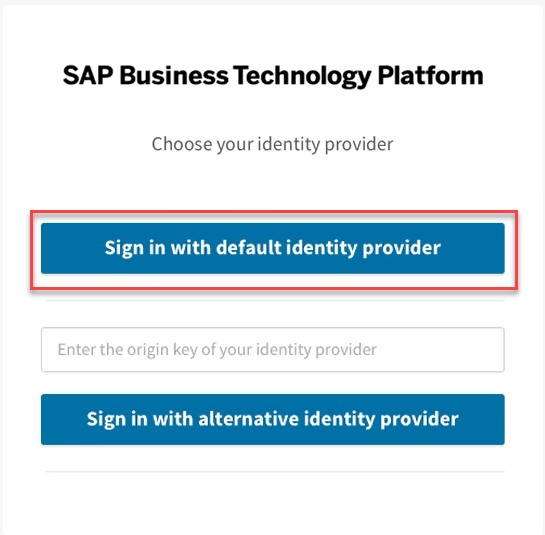 SAP Business Technology Platform
Choose your identity provider
Sign in with default identity provider
Enter the origin key of your identity provider
Sign in with alternative identity provider